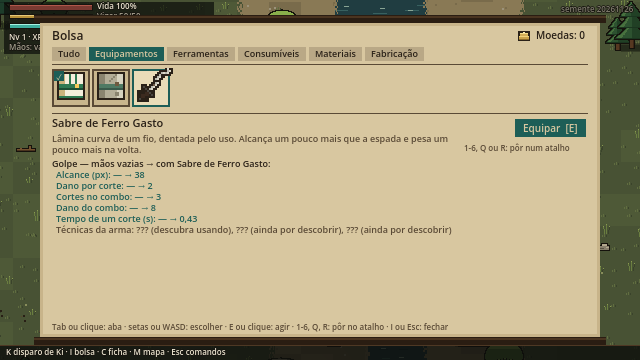 Vida 100%
semente 20261126
Vigor 50/50
Nv 1 · XP
Mãos: va
Bolsa
Moedas: 0
Tudo
Equipamentos
Ferramentas
Consumíveis
Materiais
Fabricação
Sabre de Ferro Gasto
Equipar [E]
Lâmina curva de um fio, dentada pelo uso. Alcança um pouco mais que a espada e pesa um
pouco mais na volta.
1-6, Q ou R: pôr num atalho
Golpe — mãos vazias → com Sabre de Ferro Gasto:
Alcance (px): — → 38
Dano por corte: — → 2
Cortes no combo: — → 3
Dano do combo: — → 8
Tempo de um corte (s): — → 0,43
Técnicas da arma: ??? (descubra usando), ??? (ainda por descobrir), ??? (ainda por descobrir)
Tab ou clique: aba · setas ou WASD: escolher · E ou clique: agir · 1-6, Q, R: pôr no atalho · I ou Esc: fechar
K disparo de Ki · I bolsa · C ficha · M mapa · Esc comandos